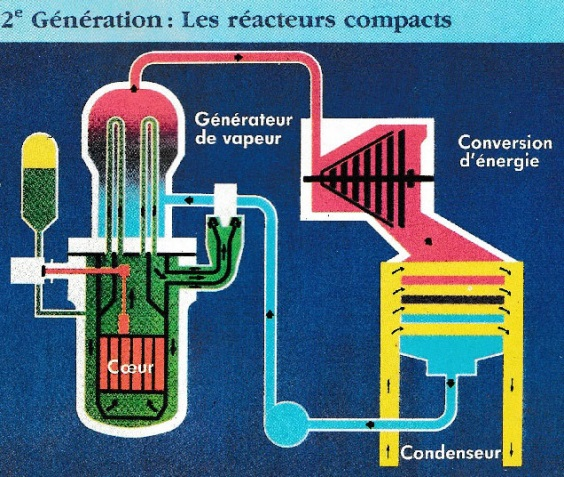 2e Génération : Les réacteurs compacts
Générateur
de vapeur
Conversion
d'énergie
Cœur
Condenseur